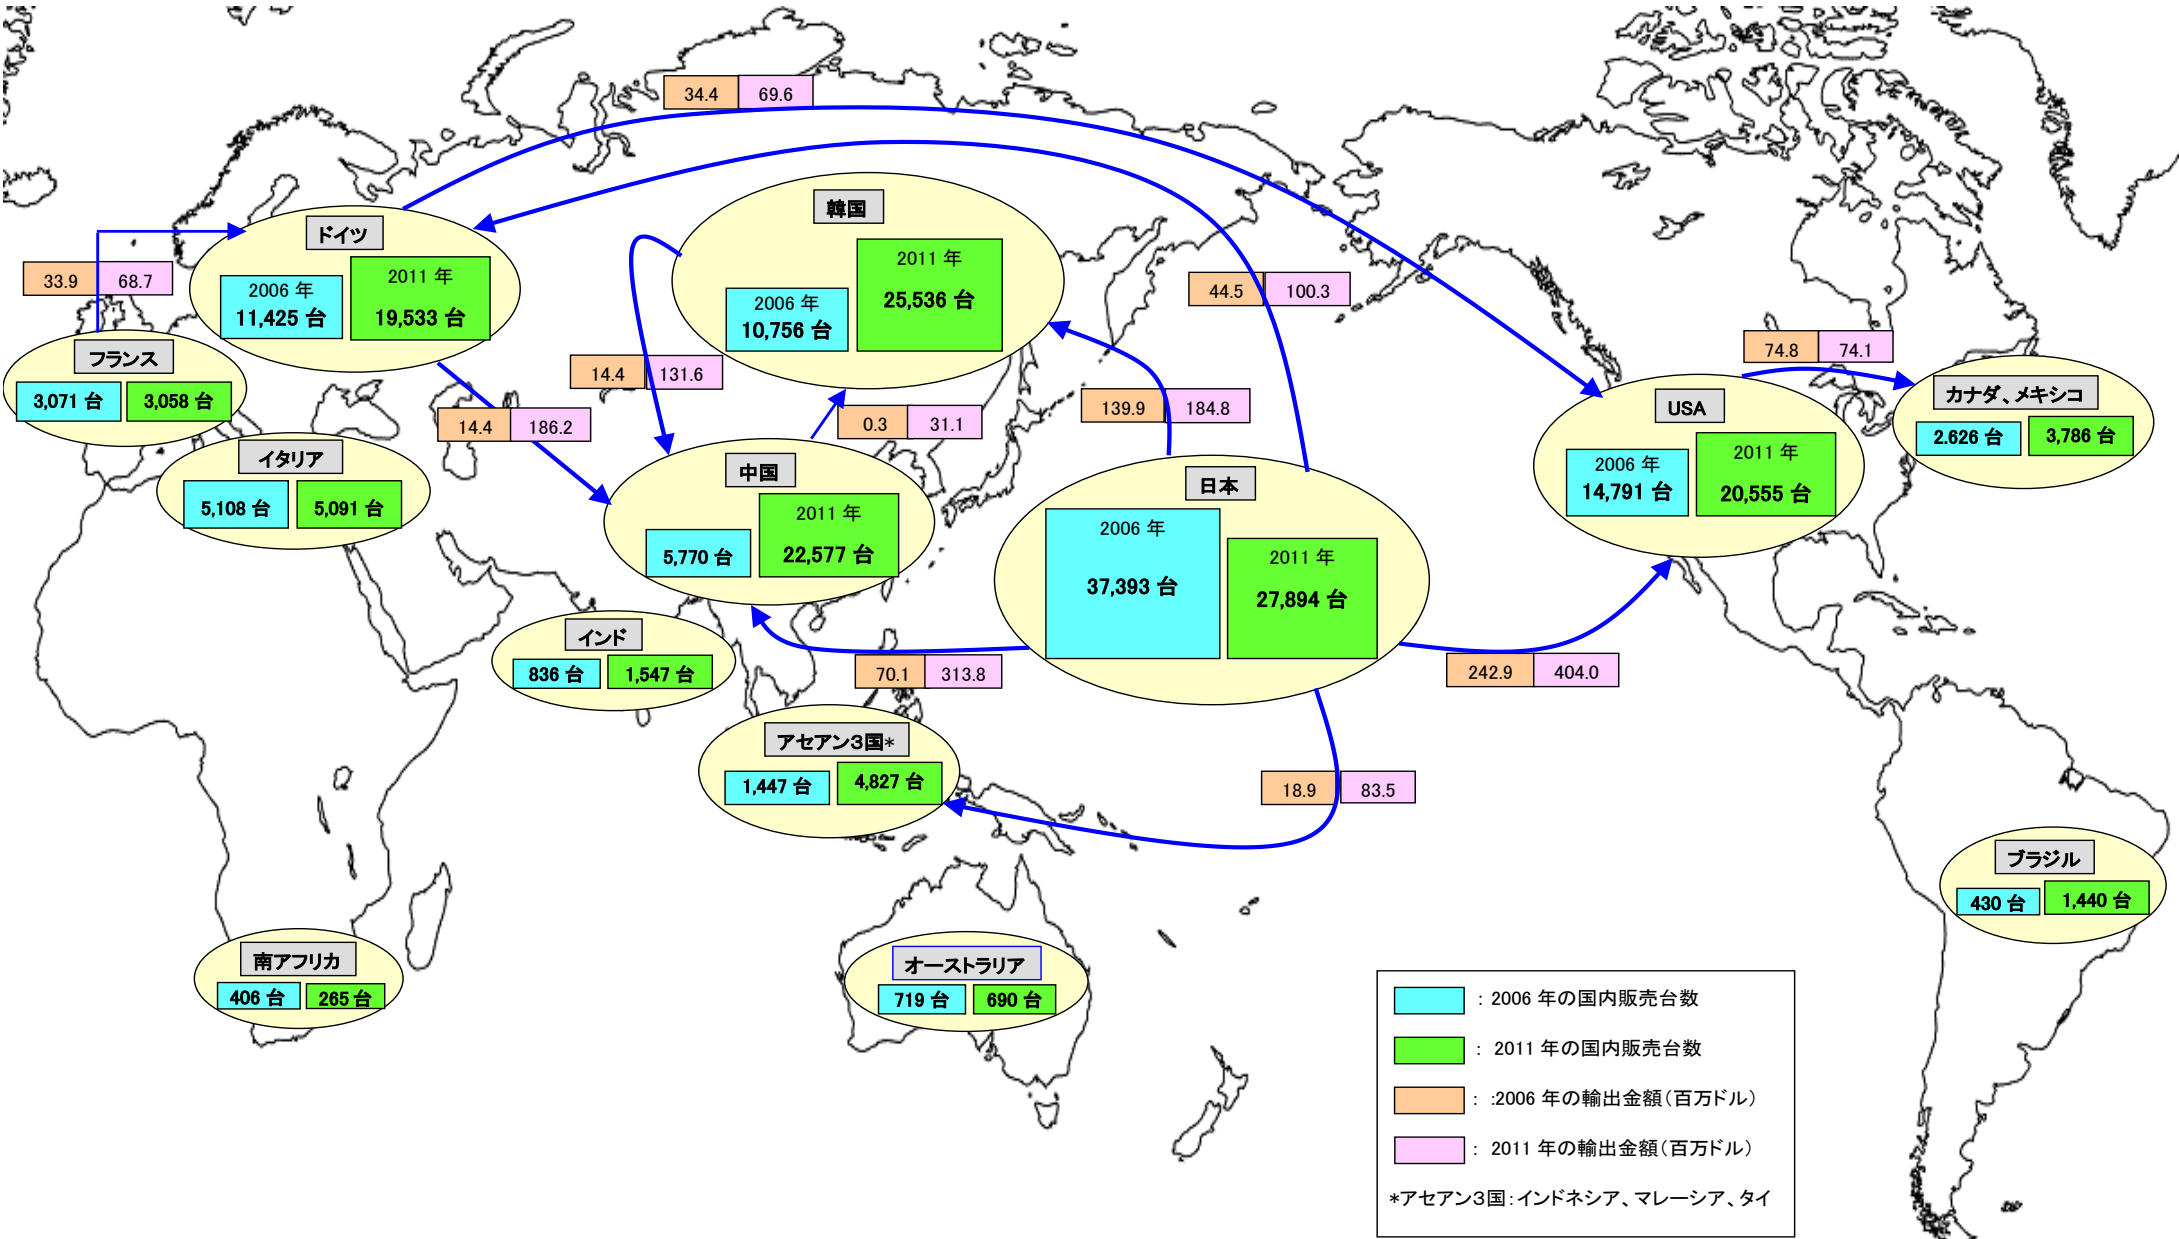 34.4 69.6
韓国
2011 年
25,536 台
2006 年
10,756 台
ドイツ
2006 年
11,425 台
2011 年
19,533 台
33.9 68.7
フランス
3,071 台 3,058 台
イタリア
5,108 台 5,091 台
14.4 186.2
14.4 131.6
0.3 31.1
44.5 100.3
139.9 184.8
中国
5,770 台
2011 年
22,577 台
日本
2006 年
37,393 台
2011 年
27,894 台
USA
2006 年
14,791 台
2011 年
20,555 台
74.8 74.1
カナダ、メキシコ
2.626 台 3,786 台
インド
836 台 1,547 台
70.1 313.8
242.9 404.0
アセアン3国*
1,447 台 4,827 台
18.9 83.5
ブラジル
430 台 1,440 台
南アフリカ
406 台 265 台
オーストラリア
719 台 690 台
: 2006 年の国内販売台数
: 2011 年の国内販売台数
: :2006 年の輸出金額(百万ドル)
: 2011 年の輸出金額(百万ドル)
*アセアン3国:インドネシア、マレーシア、タイ